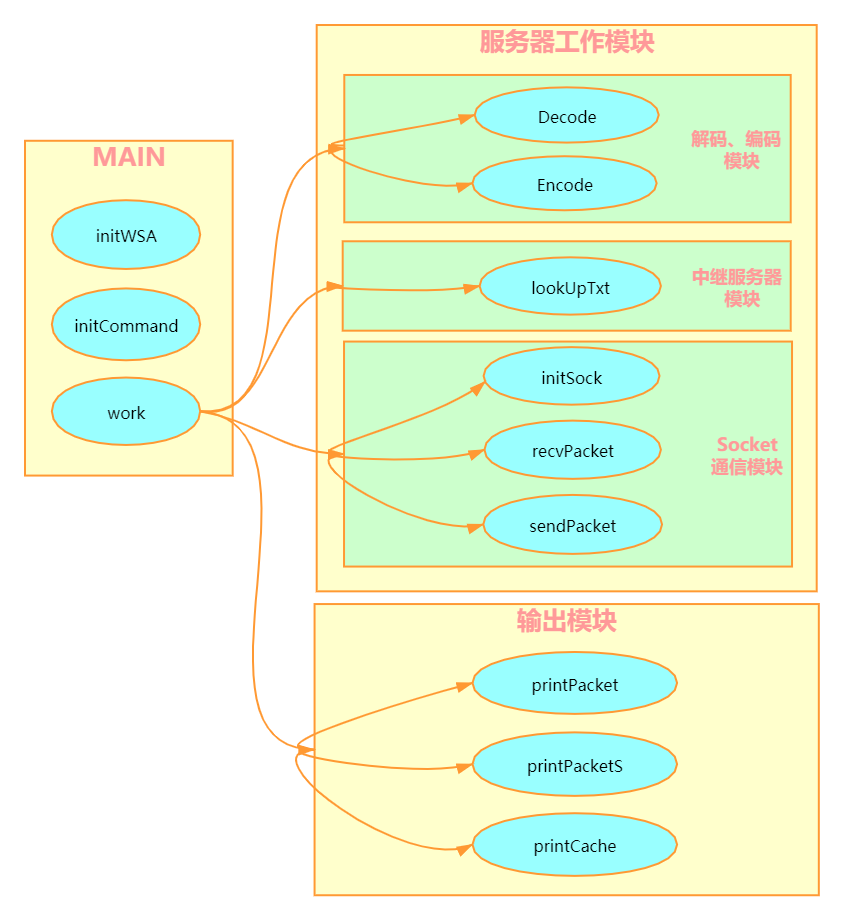 MAIN
initWSA
initCommand
work
服务器工作模块
Decode
Encode
解码、编码
模块
lookUpTxt
中继服务器
模块
initSock
recvPacket
sendPacket
Socket
通信模块
输出模块
printPacket
printPacketS
printCache